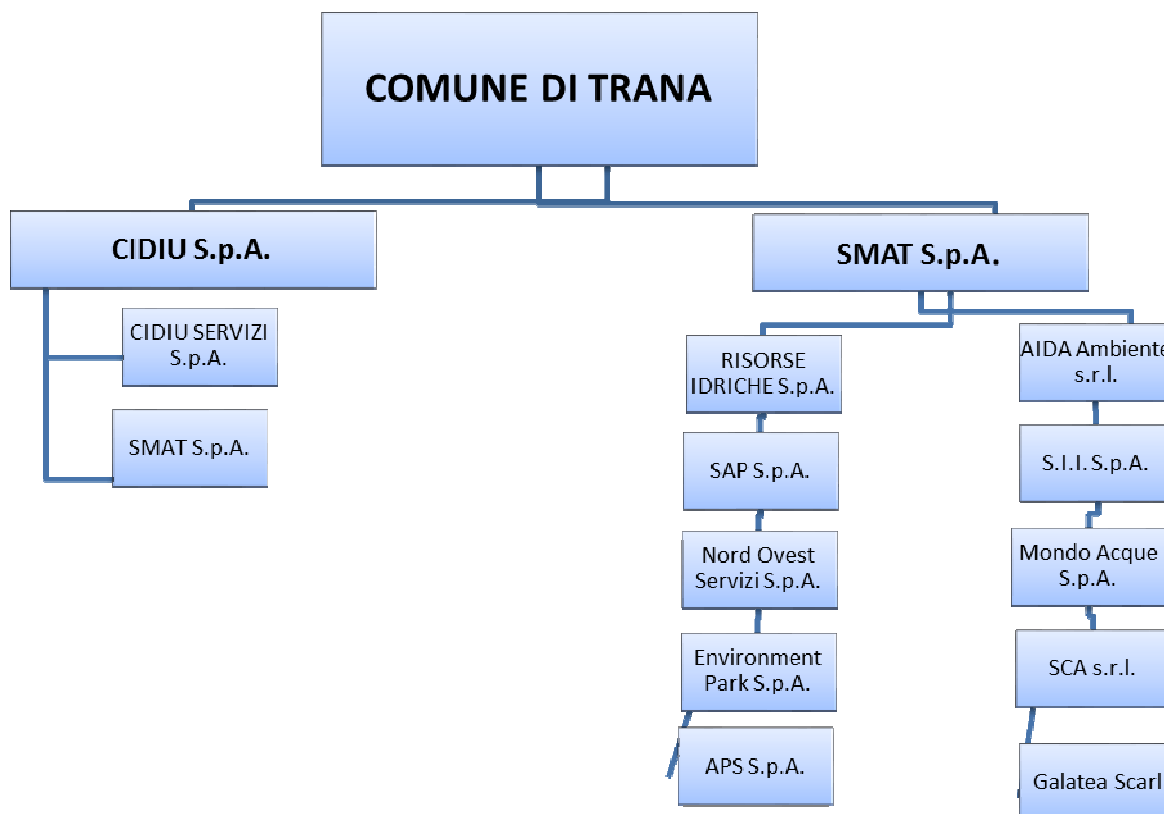 COMUNE DI TRANA
CIDIU S.p.A.
SMAT S.p.A.
CIDIU SERVIZI
S.p.A.
SMAT S.p.A.
RISORSE
IDRICHE S.p.A.
SAP S.p.A.
Nord Ovest
Servizi S.p.A.
Environment
Park S.p.A.
APS S.p.A.
AIDA Ambiente
s.r.l.
S.I.I. S.p.A.
Mondo Acque
S.p.A.
SCA s.r.l.
Galatea Scarl